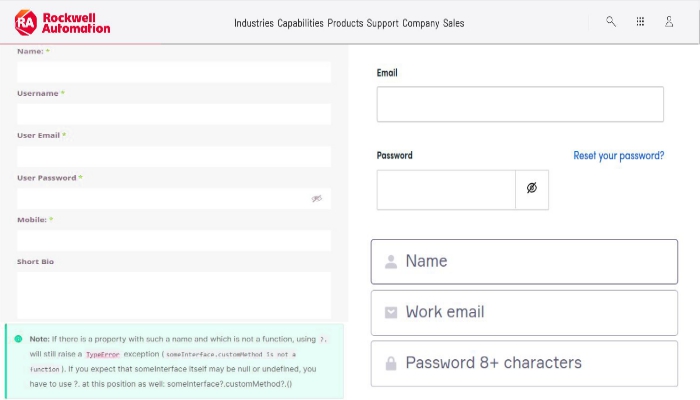 Rockwell
Automation
Industries Capabilities Products Support Company Sales
Name: *
Username *
User Email *
User Password *
Mobile: *
Short Bio
Note: If there is a property with such a name and which is not a function, using ?.
will still raise a TypeError exception (someInterface.customMethod is not a
function). If you expect that someInterface itself may be null or undefined, you
have to use ?. at this position as well: someInterface?.customMethod?.()
Email
Password Reset your password?
Name
Work email
Password 8+ characters